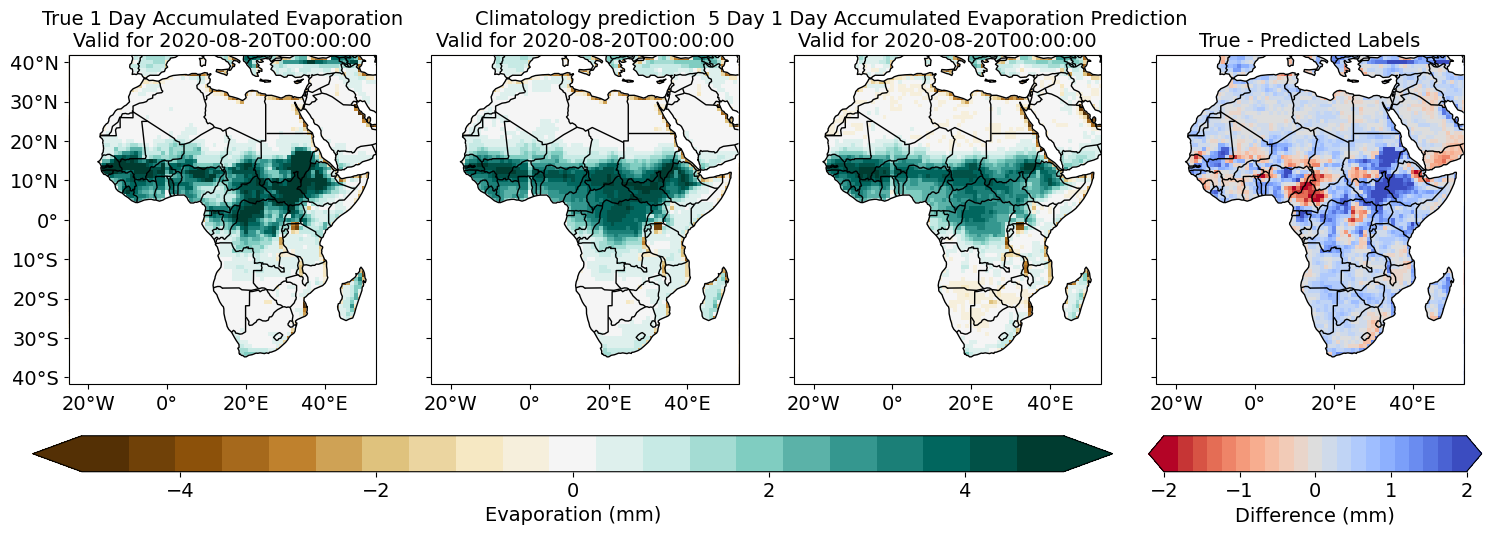 True 1 Day Accumulated Evaporation
Valid for 2020-08-20T00:00:00
Climatology prediction 5 Day 1 Day Accumulated Evaporation Prediction
Valid for 2020-08-20T00:00:00
Valid for 2020-08-20T00:00:00
True - Predicted Labels
40°N
30°N
20°N
10°N
0°
10°S
20°S
30°S
40°S
20°W 0° 20°E 40°E
20°W 0° 20°E 40°E
20°W 0° 20°E 40°E
20°W 0° 20°E 40°E
−4 −2 0 2 4
Evaporation (mm)
−2 −1 0 1 2
Difference (mm)